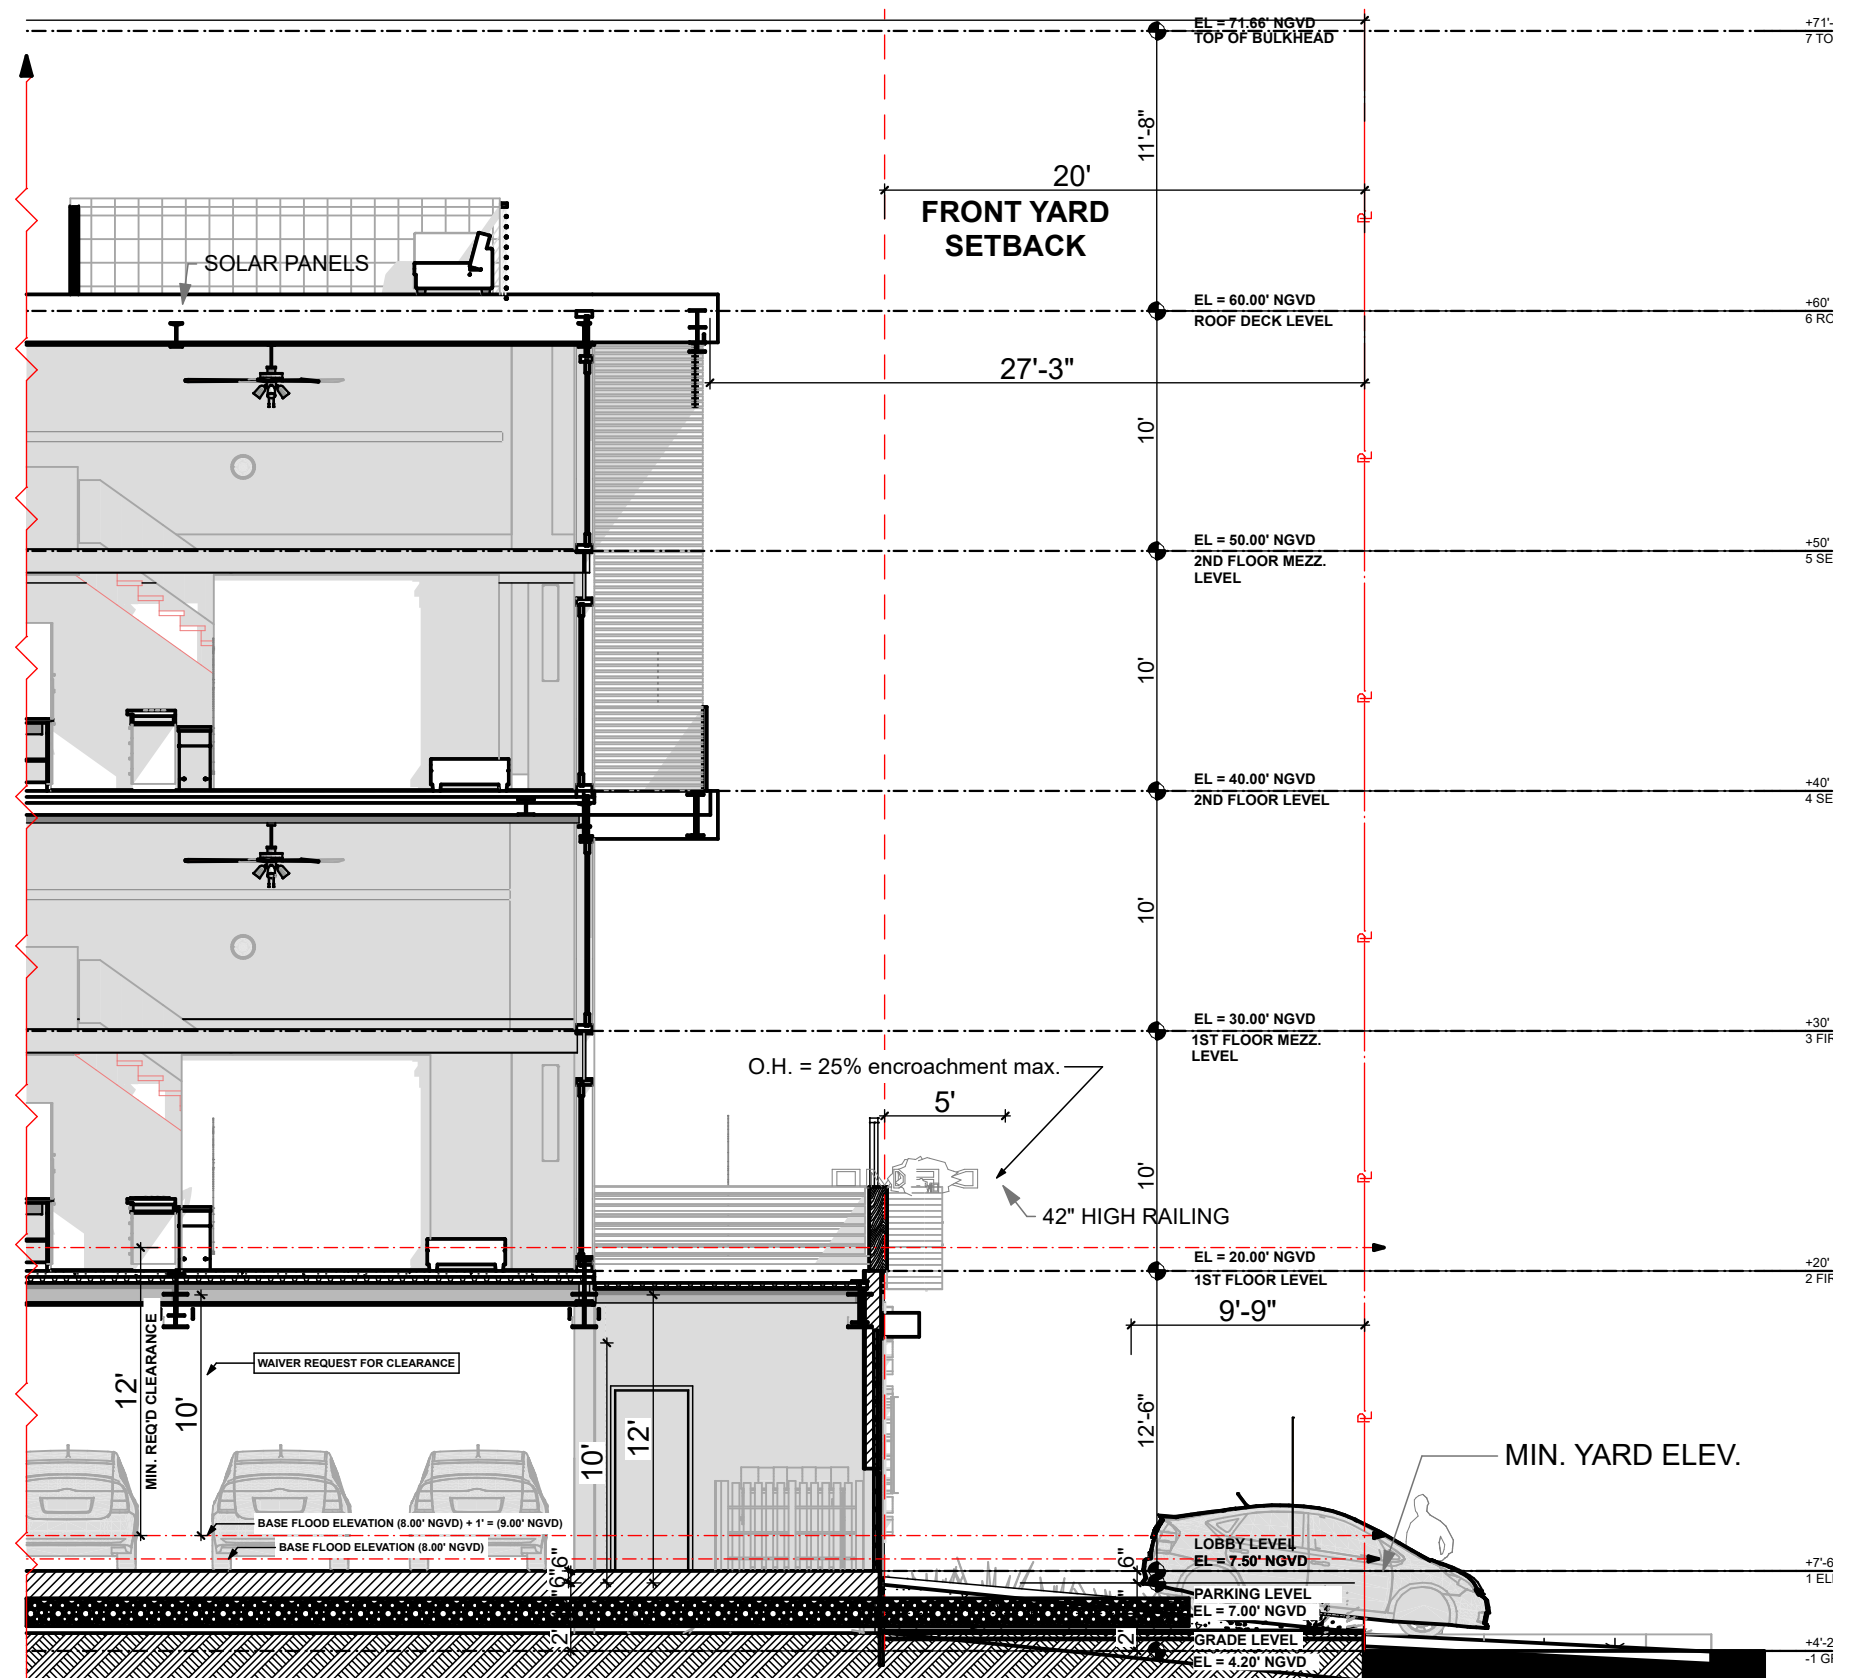 EL = 71.66' NGVD
TOP OF BULKHEAD
+71'-
7 TO
11'-8"
20'
FRONT YARD
SETBACK
SOLAR PANELS
EL = 60.00' NGVD
ROOF DECK LEVEL
+60'
6 RO
27'-3"
10'
EL = 50.00' NGVD
2ND FLOOR MEZZ.
LEVEL
+50'
5 SE
10'
EL = 40.00' NGVD
2ND FLOOR LEVEL
+40'
4 SE
10'
EL = 30.00' NGVD
1ST FLOOR MEZZ.
LEVEL
+30'
3 FIR
O.H. = 25% encroachment max.
5'
10'
42" HIGH RAILING
EL = 20.00' NGVD
1ST FLOOR LEVEL
+20'
2 FIR
9'-9"
12'
MIN. REQ'D CLEARANCE
10'
WAIVER REQUEST FOR CLEARANCE
10'
12'
12'-6"
MIN. YARD ELEV.
BASE FLOOD ELEVATION (8.00' NGVD) + 1' = (9.00' NGVD)
BASE FLOOD ELEVATION (8.00' NGVD)
LOBBY LEVEL
EL = 7.50' NGVD
+7'-6
1 EL
PARKING LEVEL
EL = 7.00' NGVD
GRADE LEVEL
EL = 4.20' NGVD
+4'-2
-1 GI